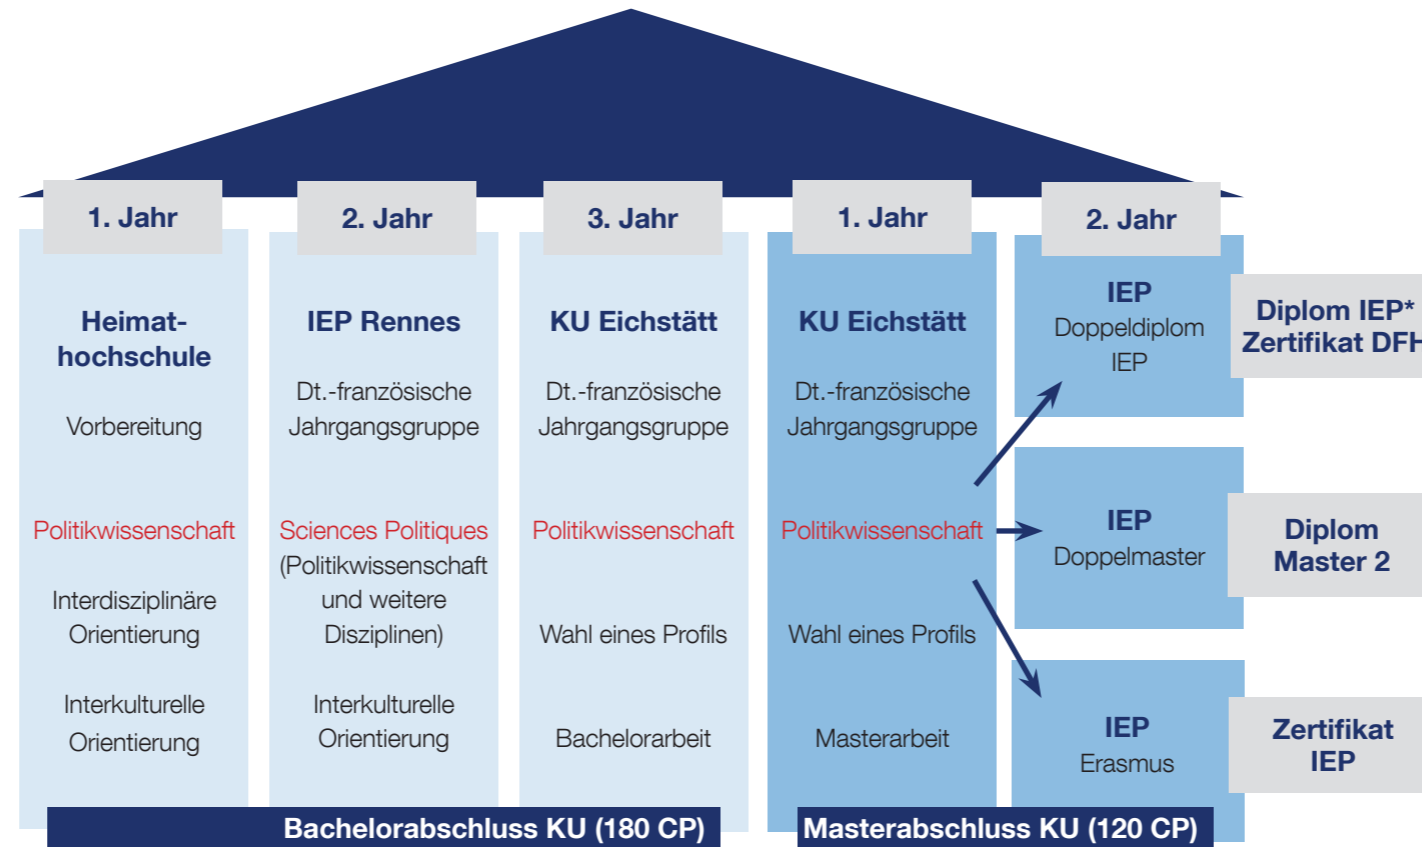 1. Jahr
2. Jahr
3. Jahr
1. Jahr
2. Jahr
Heimat-
hochschule
Vorbereitung
Politikwissenschaft
Interdisziplinäre
Orientierung
Interkulturelle
Orientierung
IEP Rennes
Dt.-französische
Jahrgangsgruppe
Sciences Politiques
(Politikwissenschaft
und weitere
Disziplinen)
Interkulturelle
Orientierung
KU Eichstätt
Dt.-französische
Jahrgangsgruppe
Politikwissenschaft
Wahl eines Profils
Bachelorarbeit
KU Eichstätt
Dt.-französische
Jahrgangsgruppe
Politikwissenschaft
Wahl eines Profils
Masterarbeit
IEP
Doppeldiplom
IEP
Diplom IEP*
Zertifikat DFH
IEP
Doppelmaster
Diplom
Master 2
IEP
Erasmus
Zertifikat
IEP
Bachelorabschluss KU (180 CP)
Masterabschluss KU (120 CP)